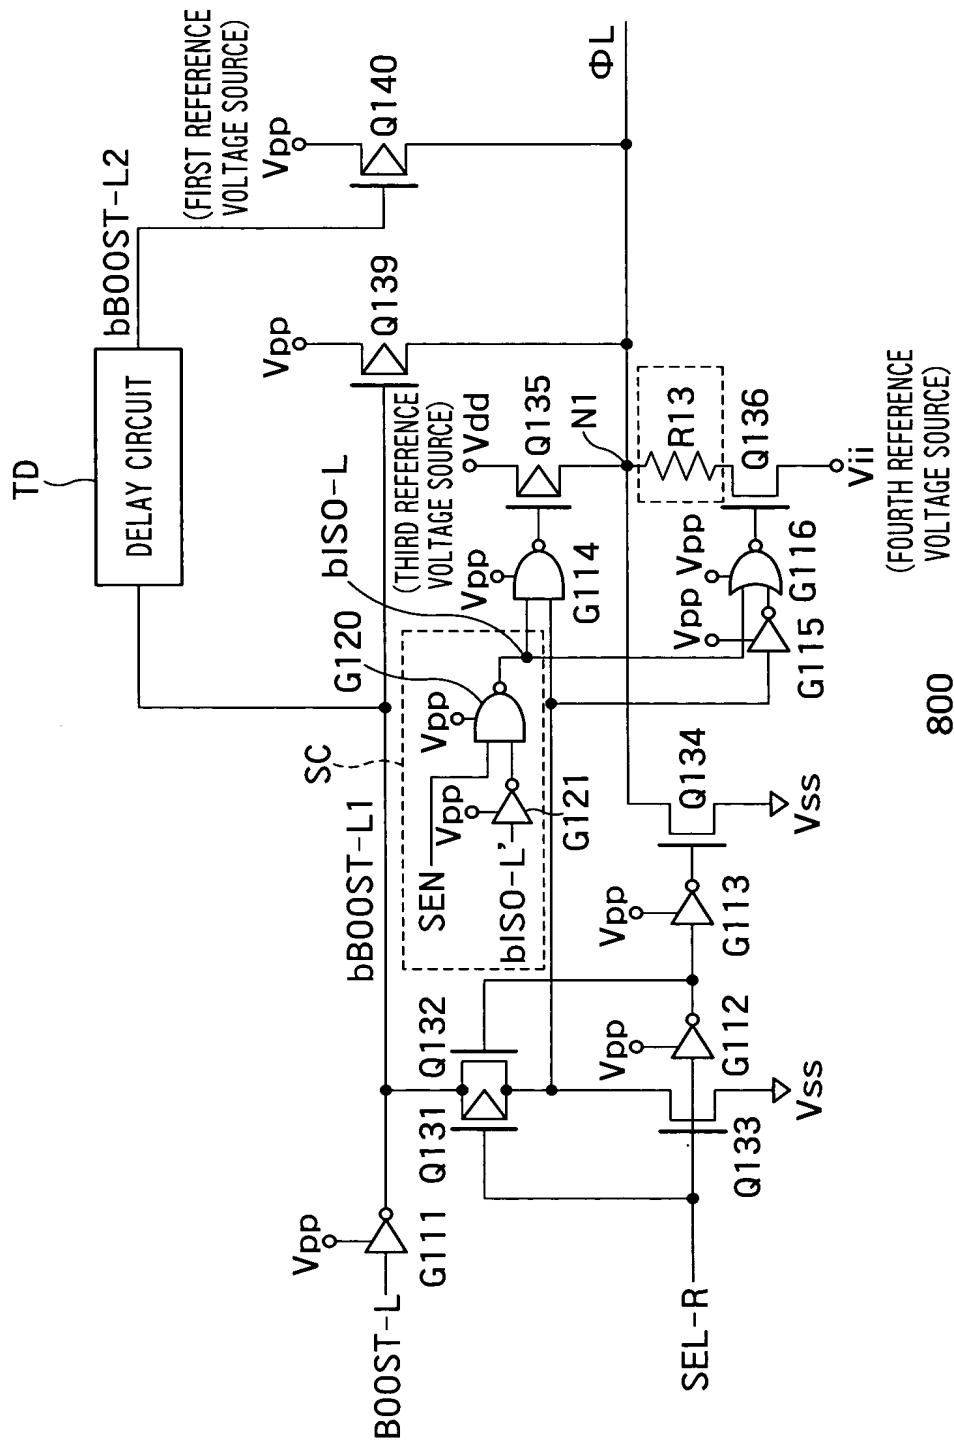 TD
DELAY CIRCUIT
bBOOST-L2
(FIRST REFERENCE
VOLTAGE SOURCE)
Vpp
Q140
Vpp
Q139
ΦL
BOOST-L
Vpp
G111
bBOOST-L1
Q131
Q132
SC
G120
bISO-L
SEN
Vpp
Vpp
bISO-L'
G121
(THIRD REFERENCE
VOLTAGE SOURCE)
Vdd
Vpp
G114
Q135
N1
R13
SEL-R
Q133
Vss
Vpp
G112
Vpp
G113
Q134
Vss
Vpp
G115
Vpp
G116
Q136
Vii
(FOURTH REFERENCE
VOLTAGE SOURCE)
800